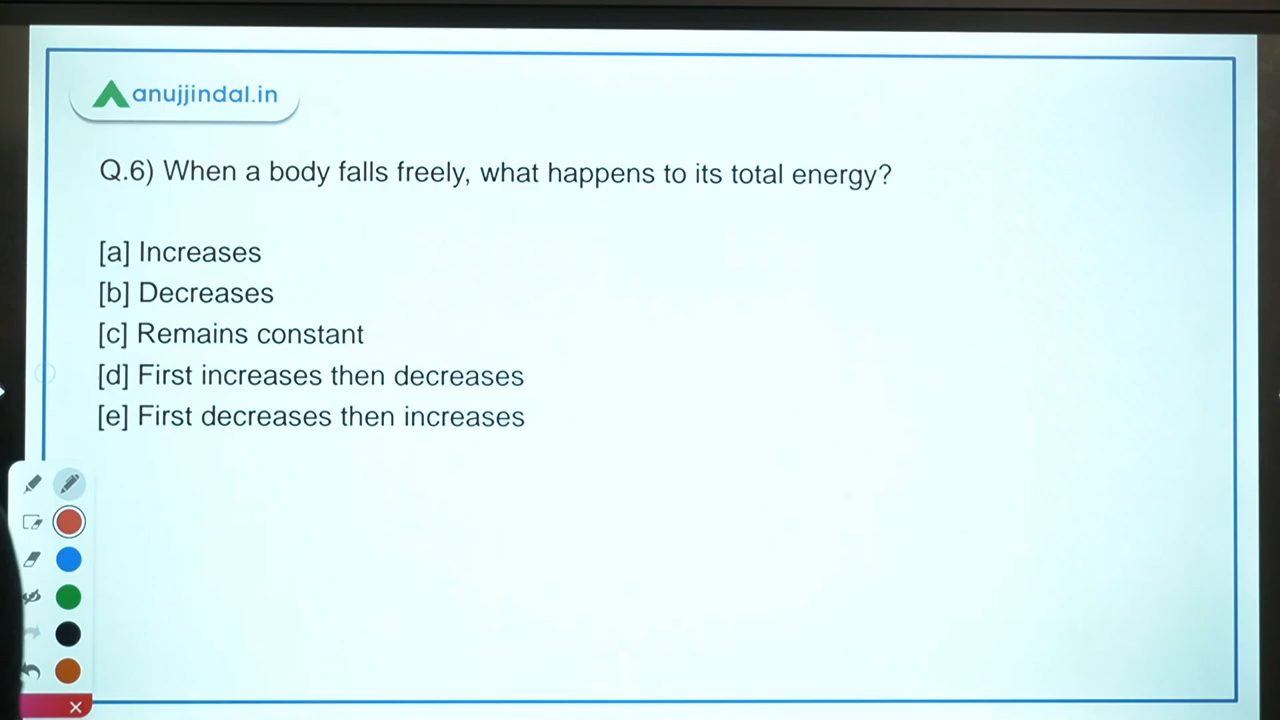 anujjindal.in
Q.6) When a body falls freely, what happens to its total energy?
[a] Increases
[b] Decreases
[c] Remains constant
[d] First increases then decreases
[e] First decreases then increases